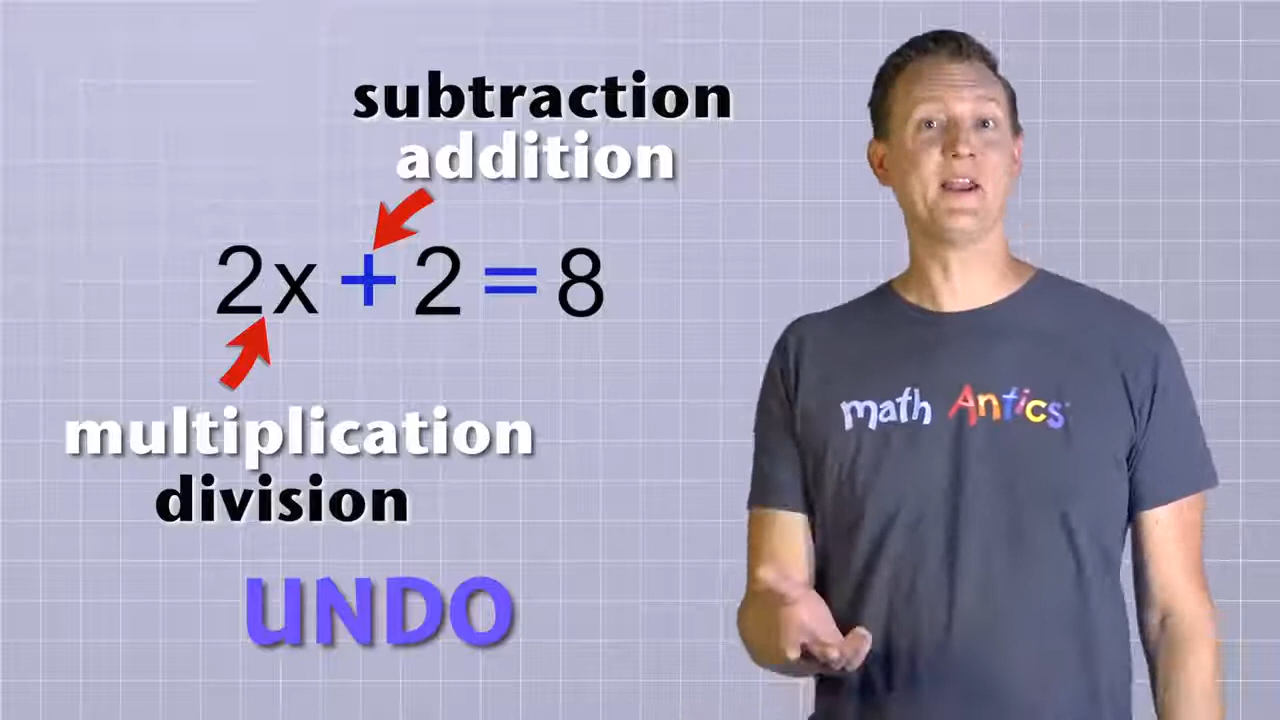 subtraction
addition
2x + 2 = 8
multiplication
division
UNDO
math Antics